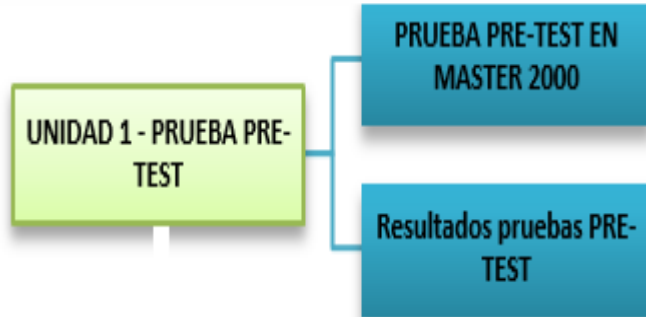 PRUEBA PRE-TEST EN
MASTER 2000
UNIDAD 1 - PRUEBA PRE-
TEST
Resultados pruebas PRE-
TEST